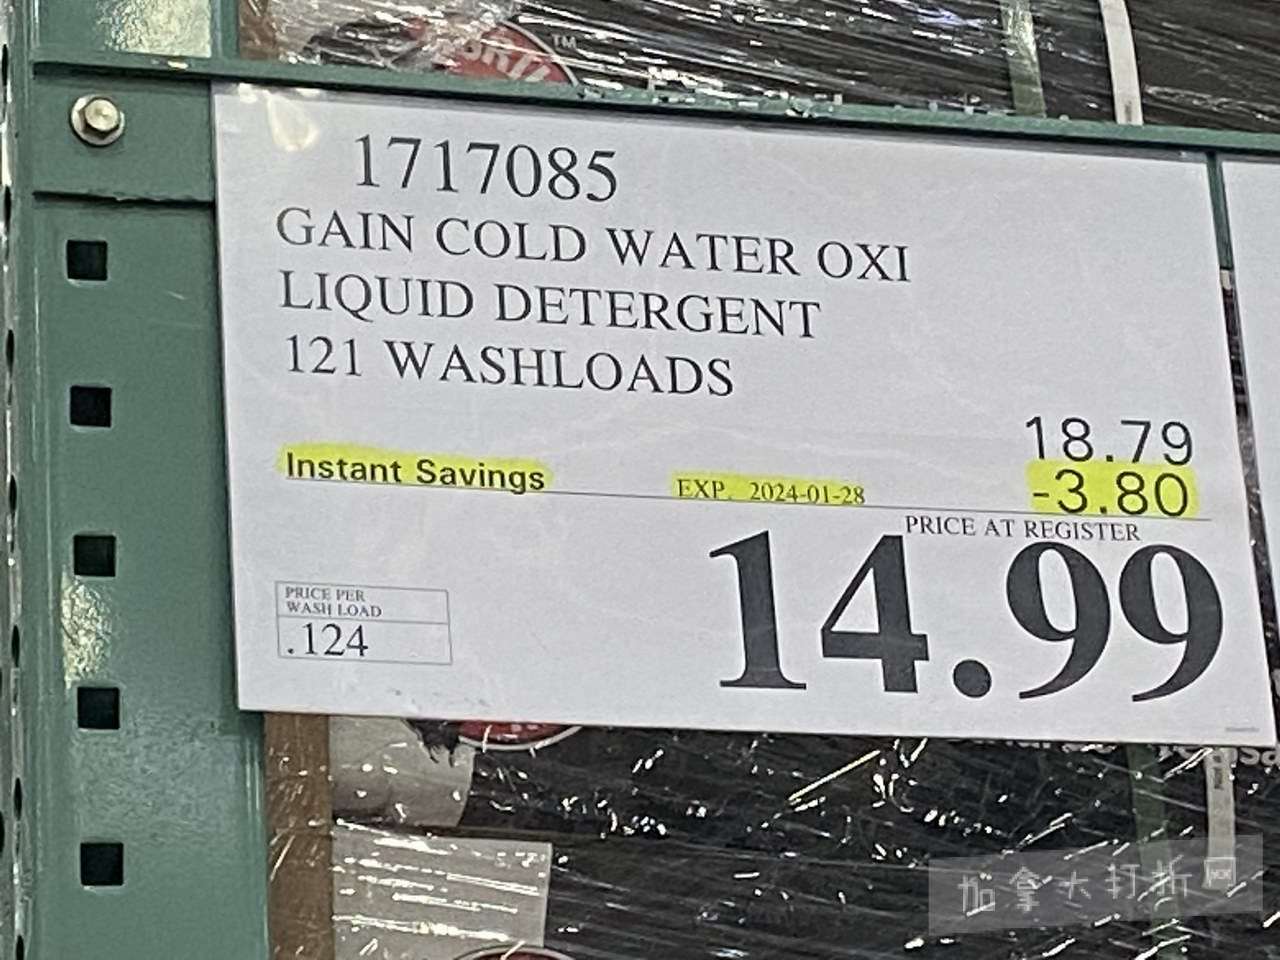 TM
1717085
GAIN COLD WATER OXI
LIQUID DETERGENT
121 WASHLOADS
18.79
Instant Savings EXP. 2024-01-28 -3.80
PRICE AT REGISTER
14.99
PRICE PER
WASH LOAD
.124
加拿大打折网